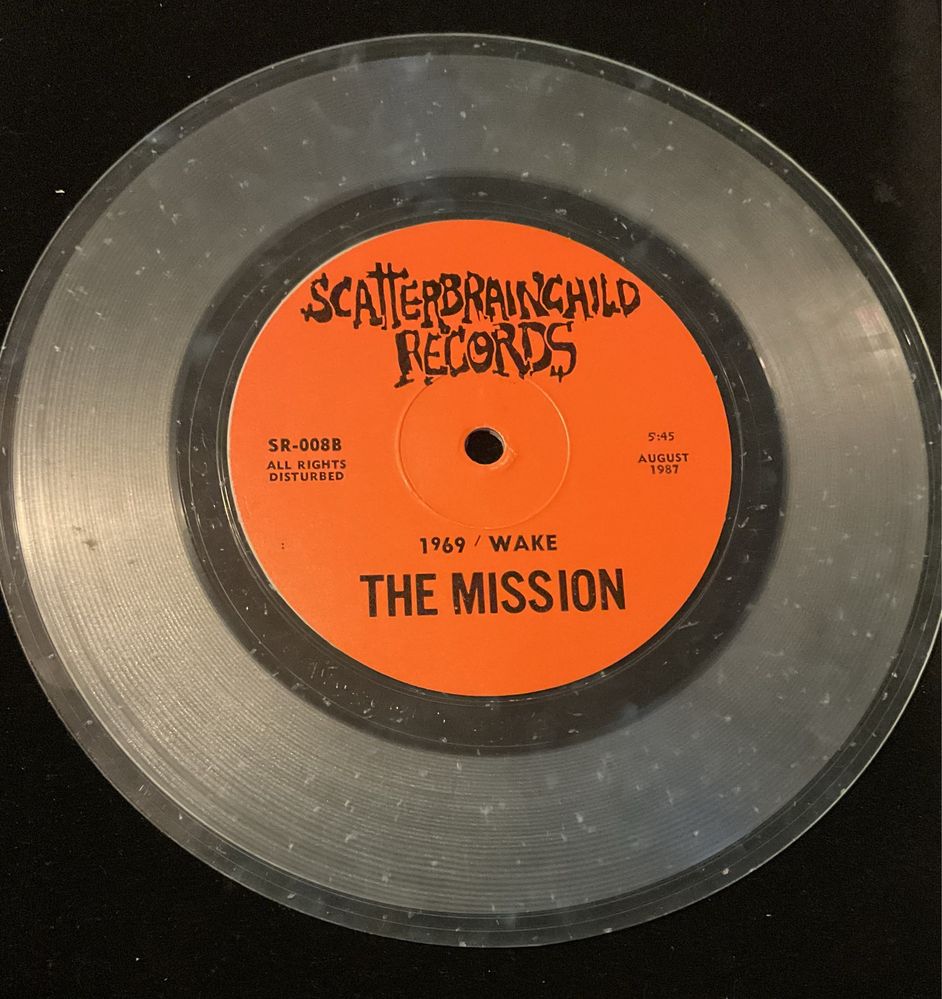 SCATTERBRAINCHILD
RECORDS
SR-008B
ALL RIGHTS
DISTURBED
5:45
AUGUST
1987
1969 / WAKE
THE MISSION